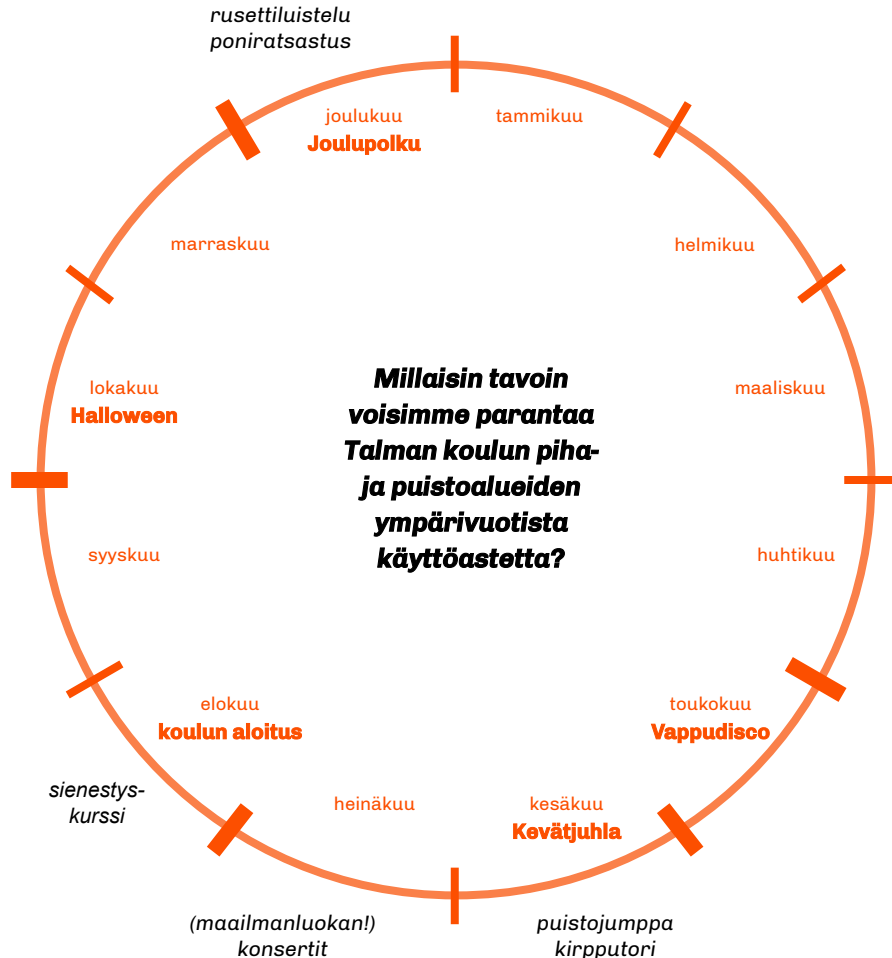 rusettiluistelu
poniratsastus
joulukuu
Joulupolku
tammikuu
marraskuu
helmikuu
lokakuu
Halloween
maaliskuu
Millaisin tavoin
voisimme parantaa
Talman koulun piha-
ja puistoalueiden
ympärivuotista
käyttöastetta?
syyskuu
huhtikuu
elokuu
koulun aloitus
toukokuu
Vappudisco
sienestys-
kurssi
heinäkuu
kesäkuu
Kevätjuhla
(maailmanluokan!)
konsertit
puistojumppa
kirpputori